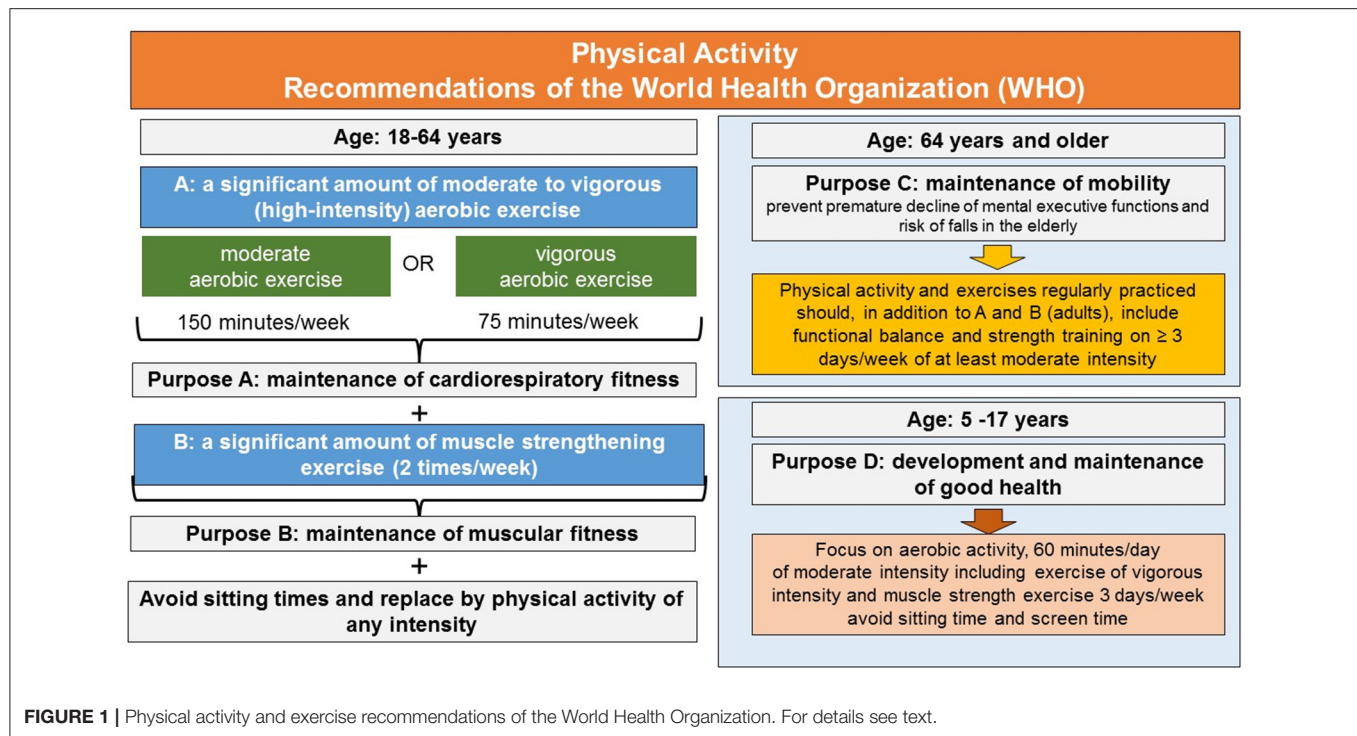 Physical Activity
Recommendations of the World Health Organization (WHO)
Age: 18-64 years
A: a significant amount of moderate to vigorous
(high-intensity) aerobic exercise
moderate
aerobic exercise
OR
vigorous
aerobic exercise
150 minutes/week
75 minutes/week
Purpose A: maintenance of cardiorespiratory fitness
+
B: a significant amount of muscle strengthening
exercise (2 times/week)
Purpose B: maintenance of muscular fitness
+
Avoid sitting times and replace by physical activity of
any intensity
Age: 64 years and older
Purpose C: maintenance of mobility
prevent premature decline of mental executive functions and
risk of falls in the elderly
Physical activity and exercises regularly practiced
should, in addition to A and B (adults), include
functional balance and strength training on ≥ 3
days/week of at least moderate intensity
Age: 5 -17 years
Purpose D: development and maintenance
of good health
Focus on aerobic activity, 60 minutes/day
of moderate intensity including exercise of vigorous
intensity and muscle strength exercise 3 days/week
avoid sitting time and screen time
FIGURE 1 | Physical activity and exercise recommendations of the World Health Organization. For details see text.